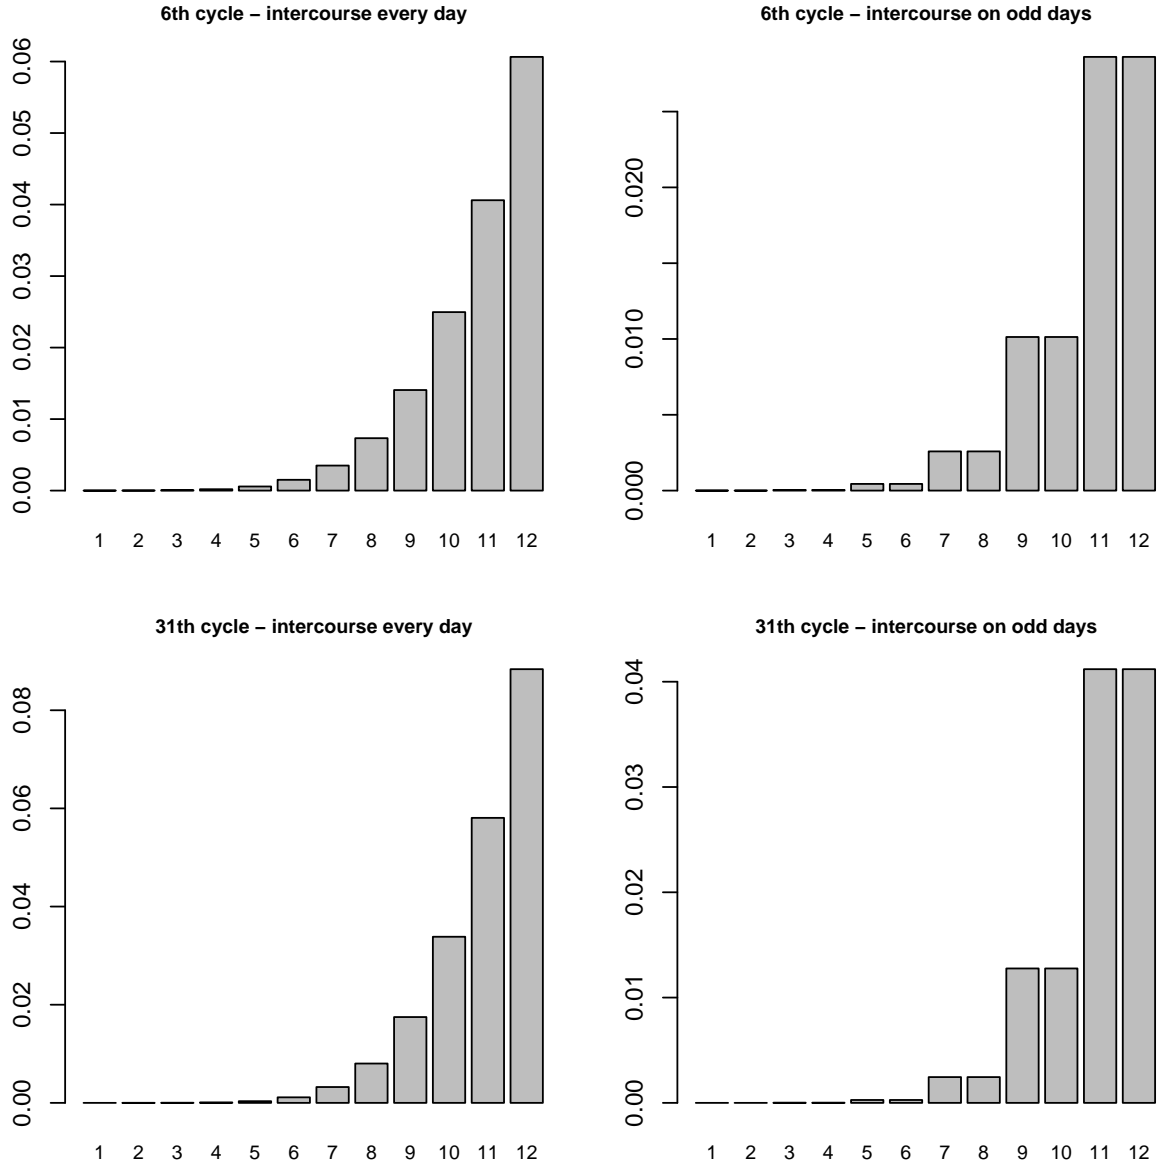 6th cycle – intercourse every day
0.00 0.01 0.02 0.03 0.04 0.05 0.06
1 2 3 4 5 6 7 8 9 10 11 12
6th cycle – intercourse on odd days
0.000 0.010 0.020
1 2 3 4 5 6 7 8 9 10 11 12
31th cycle – intercourse every day
0.00 0.02 0.04 0.06 0.08
1 2 3 4 5 6 7 8 9 10 11 12
31th cycle – intercourse on odd days
0.00 0.01 0.02 0.03 0.04
1 2 3 4 5 6 7 8 9 10 11 12